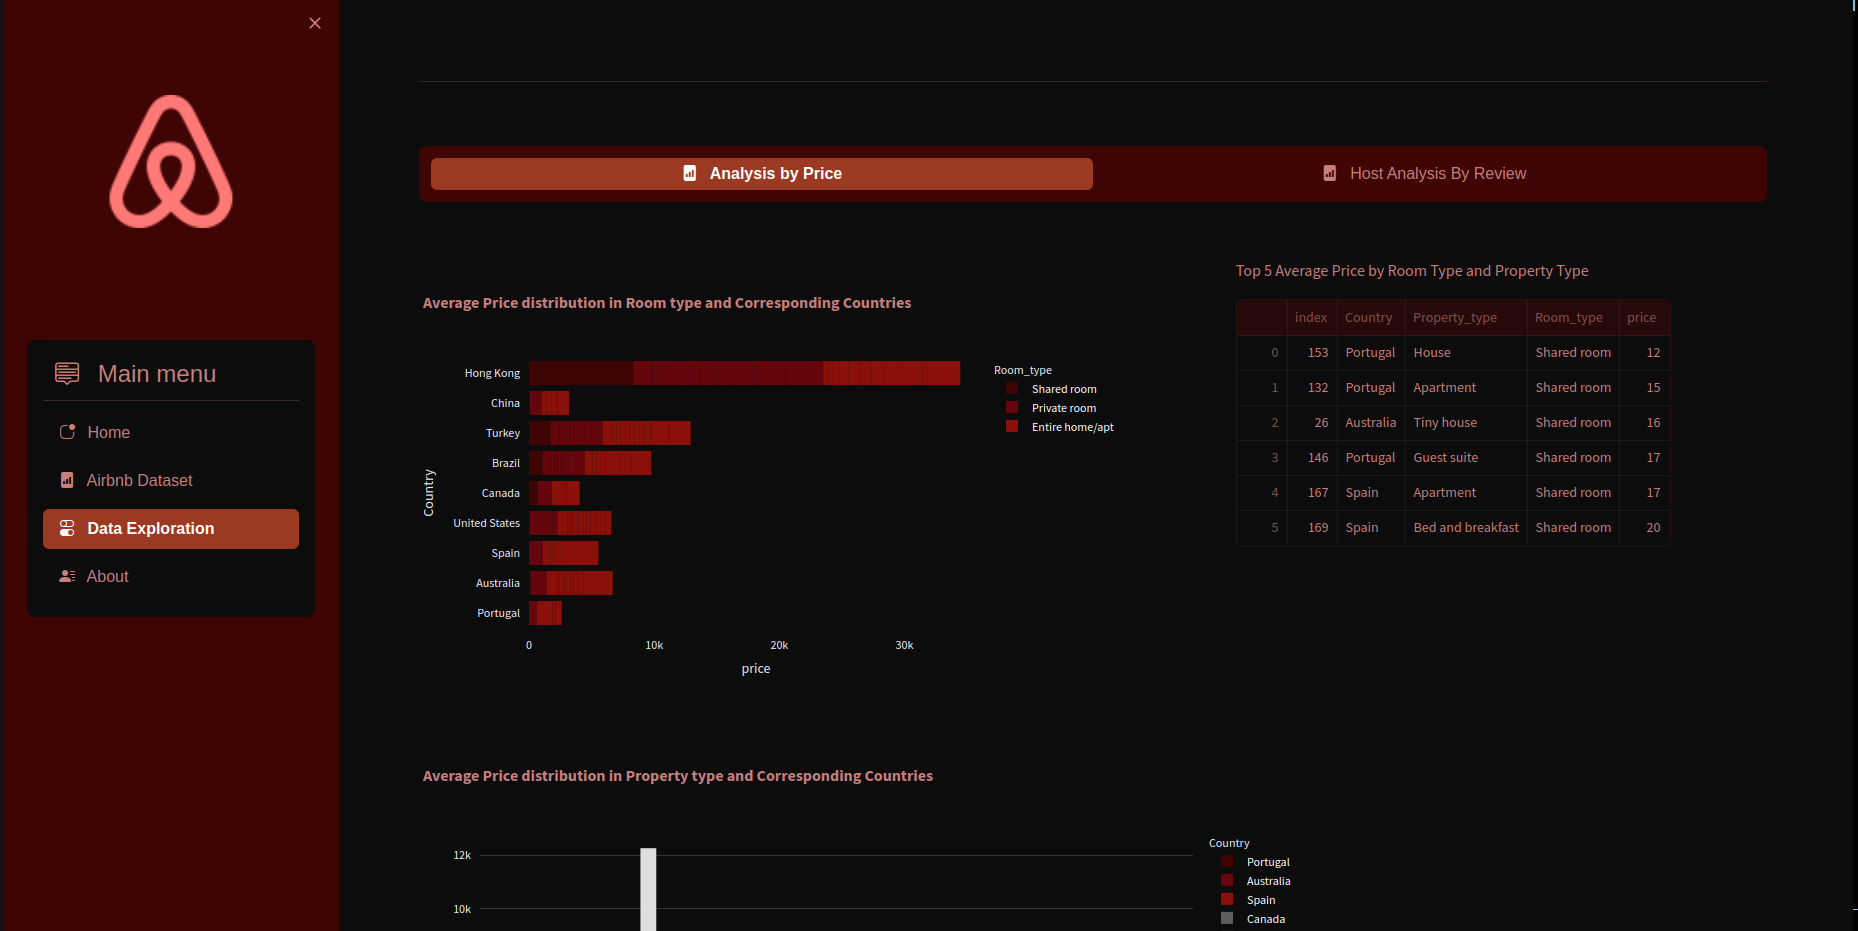 Main menu
Home
Airbnb Dataset
Data Exploration
About
Analysis by Price
Host Analysis By Review
Average Price distribution in Room type and Corresponding Countries
Hong Kong
China
Turkey
Brazil
Canada
United States
Spain
Australia
Portugal
Country
0 10k 20k 30k
price
Room_type
Shared room
Private room
Entire home/apt
Top 5 Average Price by Room Type and Property Type
index Country Property_type Room_type price
0 153 Portugal House Shared room 12
1 132 Portugal Apartment Shared room 15
2 26 Australia Tiny house Shared room 16
3 146 Portugal Guest suite Shared room 17
4 167 Spain Apartment Shared room 17
5 169 Spain Bed and breakfast Shared room 20
Average Price distribution in Property type and Corresponding Countries
12k
10k
Country
Portugal
Australia
Spain
Canada